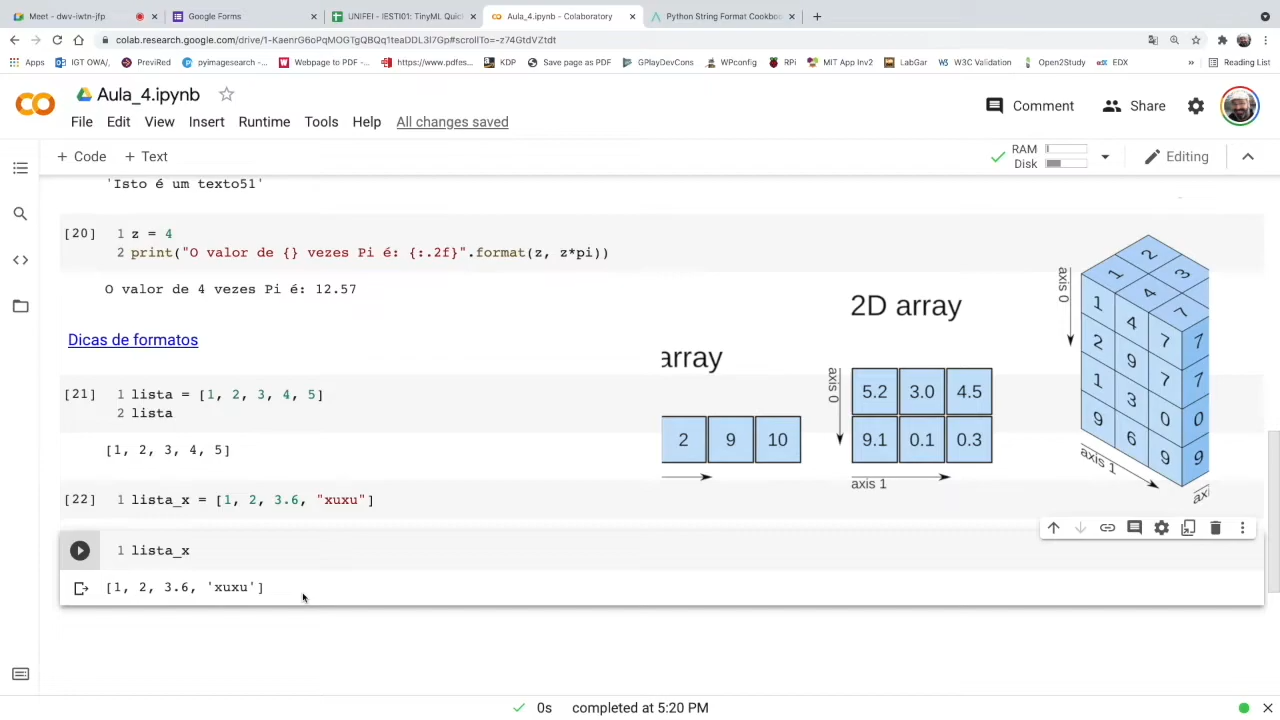 Meet - dwv-iwtn-jfp
Google Forms
UNIFEI - IESTI01: TinyML Quic
Aula_4.ipynb - Colaboratory
Python String Format Cookboo
colab.research.google.com/drive/1-KaenrG6oPqMOGTgQBQq1teaDDL3l7Gp#scrollTo=-z74GtdVZtdt
Apps
IGT OWA/,
PreviRed
pyimagesearch -...
Webpage to PDF -...
https://www.pdfes...
KDP
Save page as PDF
GPlayDevCons
WPconfig
RPi
MIT App Inv2
LabGar
W3C Validation
Open2Study
EDX
»
Reading List
Aula_4.ipynb
Comment
Share
File Edit View Insert Runtime Tools Help All changes saved
+ Code + Text
RAM
Disk
Editing
'Isto é um texto51'
[20] 1 z = 4
2 print("O valor de {} vezes Pi é: {:.2f}".format(z, z*pi))
O valor de 4 vezes Pi é: 12.57
Dicas de formatos
[21] 1 lista = [1, 2, 3, 4, 5]
2 lista
[1, 2, 3, 4, 5]
[22] 1 lista_x = [1, 2, 3.6, "xuxu"]
1 lista_x
[1, 2, 3.6, 'xuxu']
array
2 9 10
2D array
axis 0
5.2 3.0 4.5
9.1 0.1 0.3
axis 1
axis 0
2
1 3
4
7
1 4 7 7
2 9 7 7
1 3 0 0
9 6 9 9
axis 1
0s completed at 5:20 PM